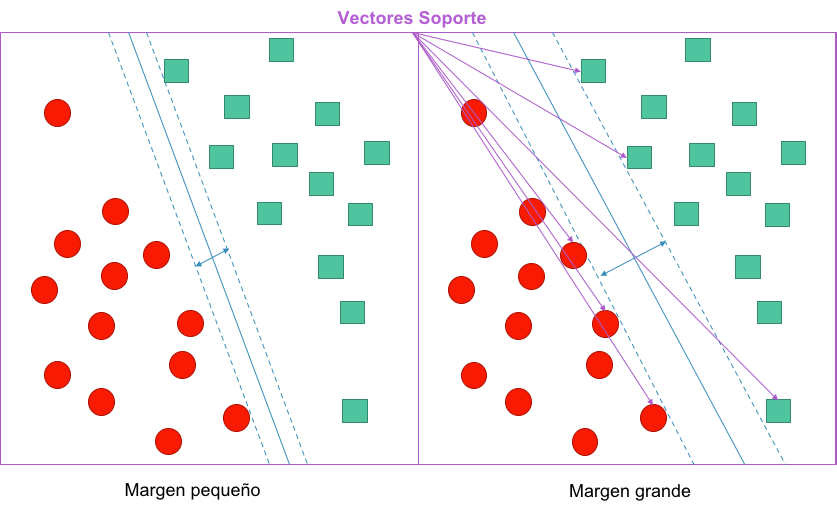 Vectores Soporte
Margen pequeño
Margen grande